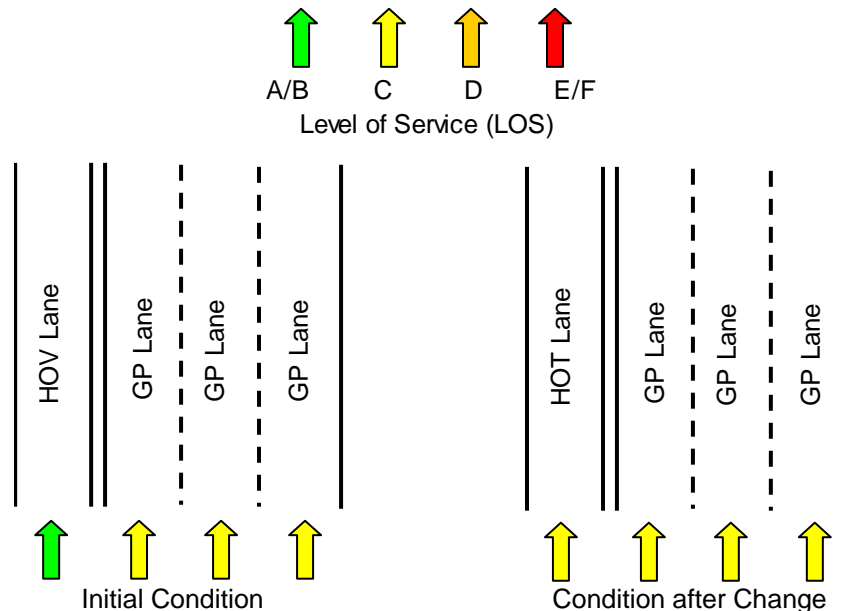 A/B C D E/F
Level of Service (LOS)
HOV Lane
GP Lane
GP Lane
GP Lane
HOT Lane
GP Lane
GP Lane
GP Lane
Initial Condition
Condition after Change